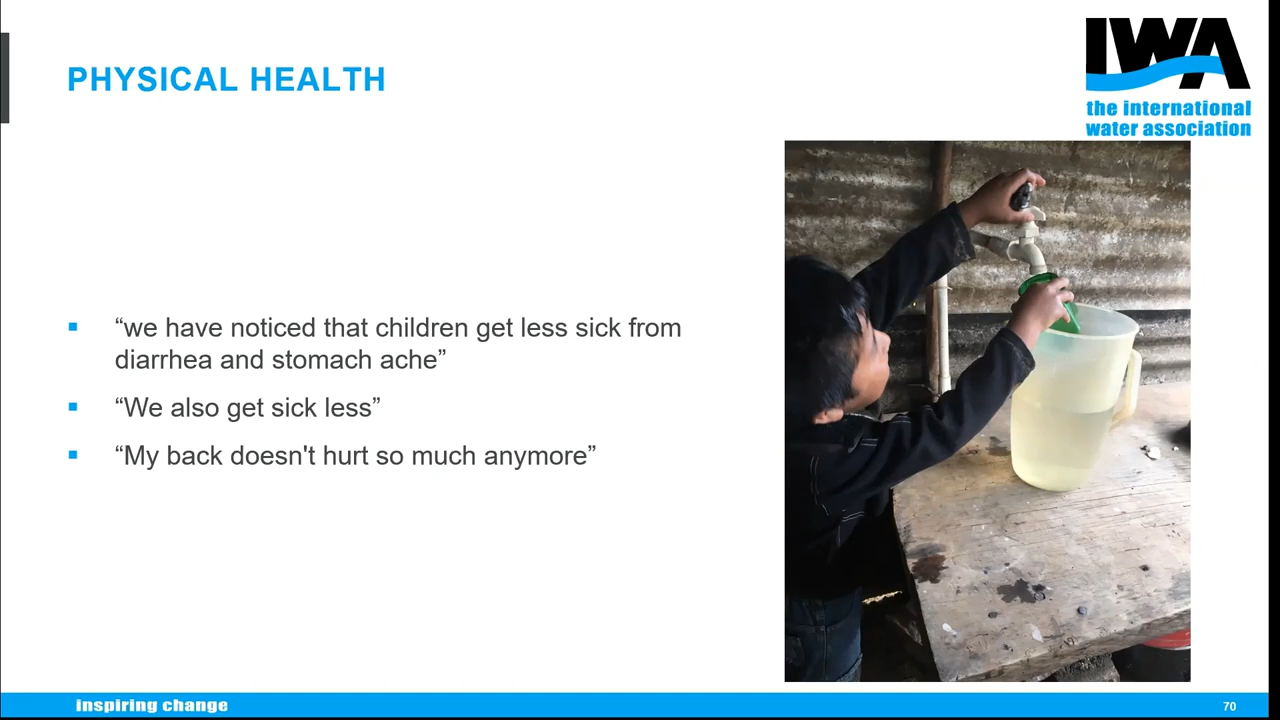 IWA
the international
water association
PHYSICAL HEALTH
“we have noticed that children get less sick from
diarrhea and stomach ache”
“We also get sick less”
“My back doesn't hurt so much anymore”
inspiring change
70